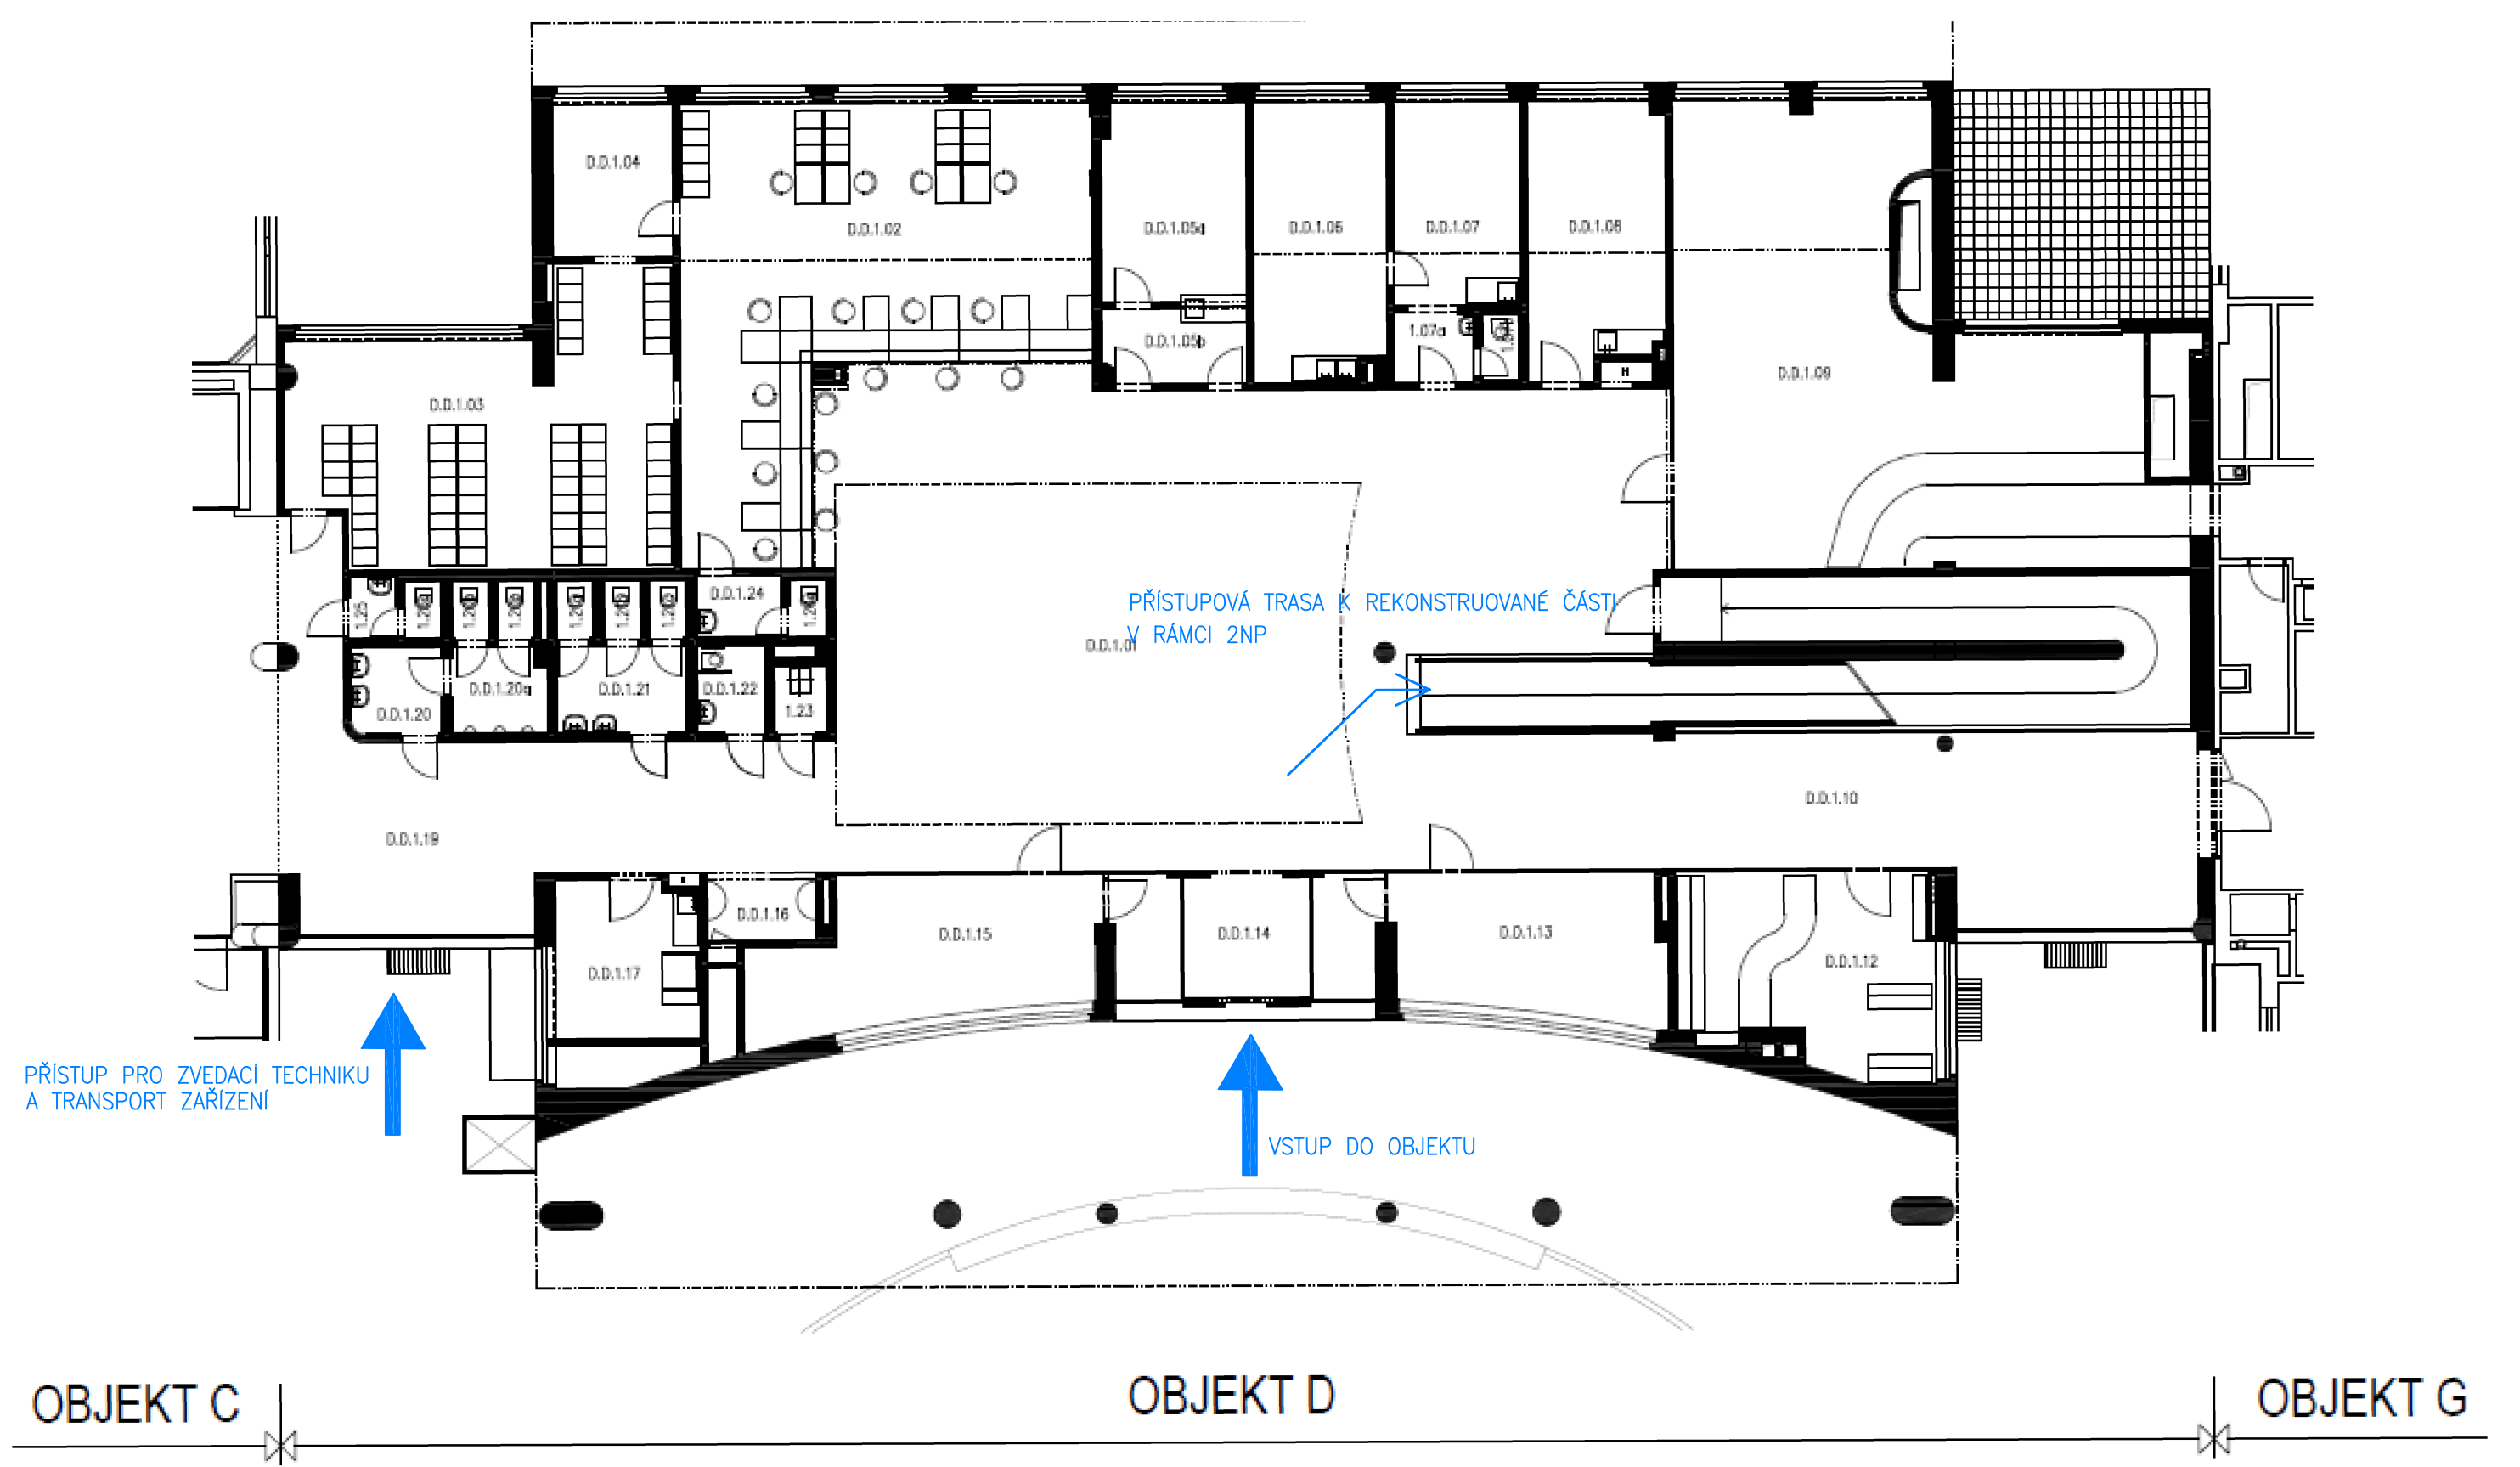 D.D.1.04
D.D.1.02
D.D.1.05a
D.D.1.06
D.D.1.07
D.D.1.08
1.07a
D.D.1.05b
D.D.1.09
D.D.1.03
H
1.25
D.D.1.24
PŘÍSTUPOVÁ TRASA K REKONSTRUOVANÉ ČÁSTI
V RÁMCI 2NP
D.D.1.01
D.D.1.20a
D.D.1.21
D.D.1.22
1.23
D.D.1.20
D.D.1.10
D.D.1.19
D.D.1.16
D.D.1.15
D.D.1.14
D.D.1.13
D.D.1.12
D.D.1.17
PŘÍSTUP PRO ZVEDACÍ TECHNIKU
A TRANSPORT ZAŘÍZENÍ
VSTUP DO OBJEKTU
OBJEKT C
OBJEKT D
OBJEKT G